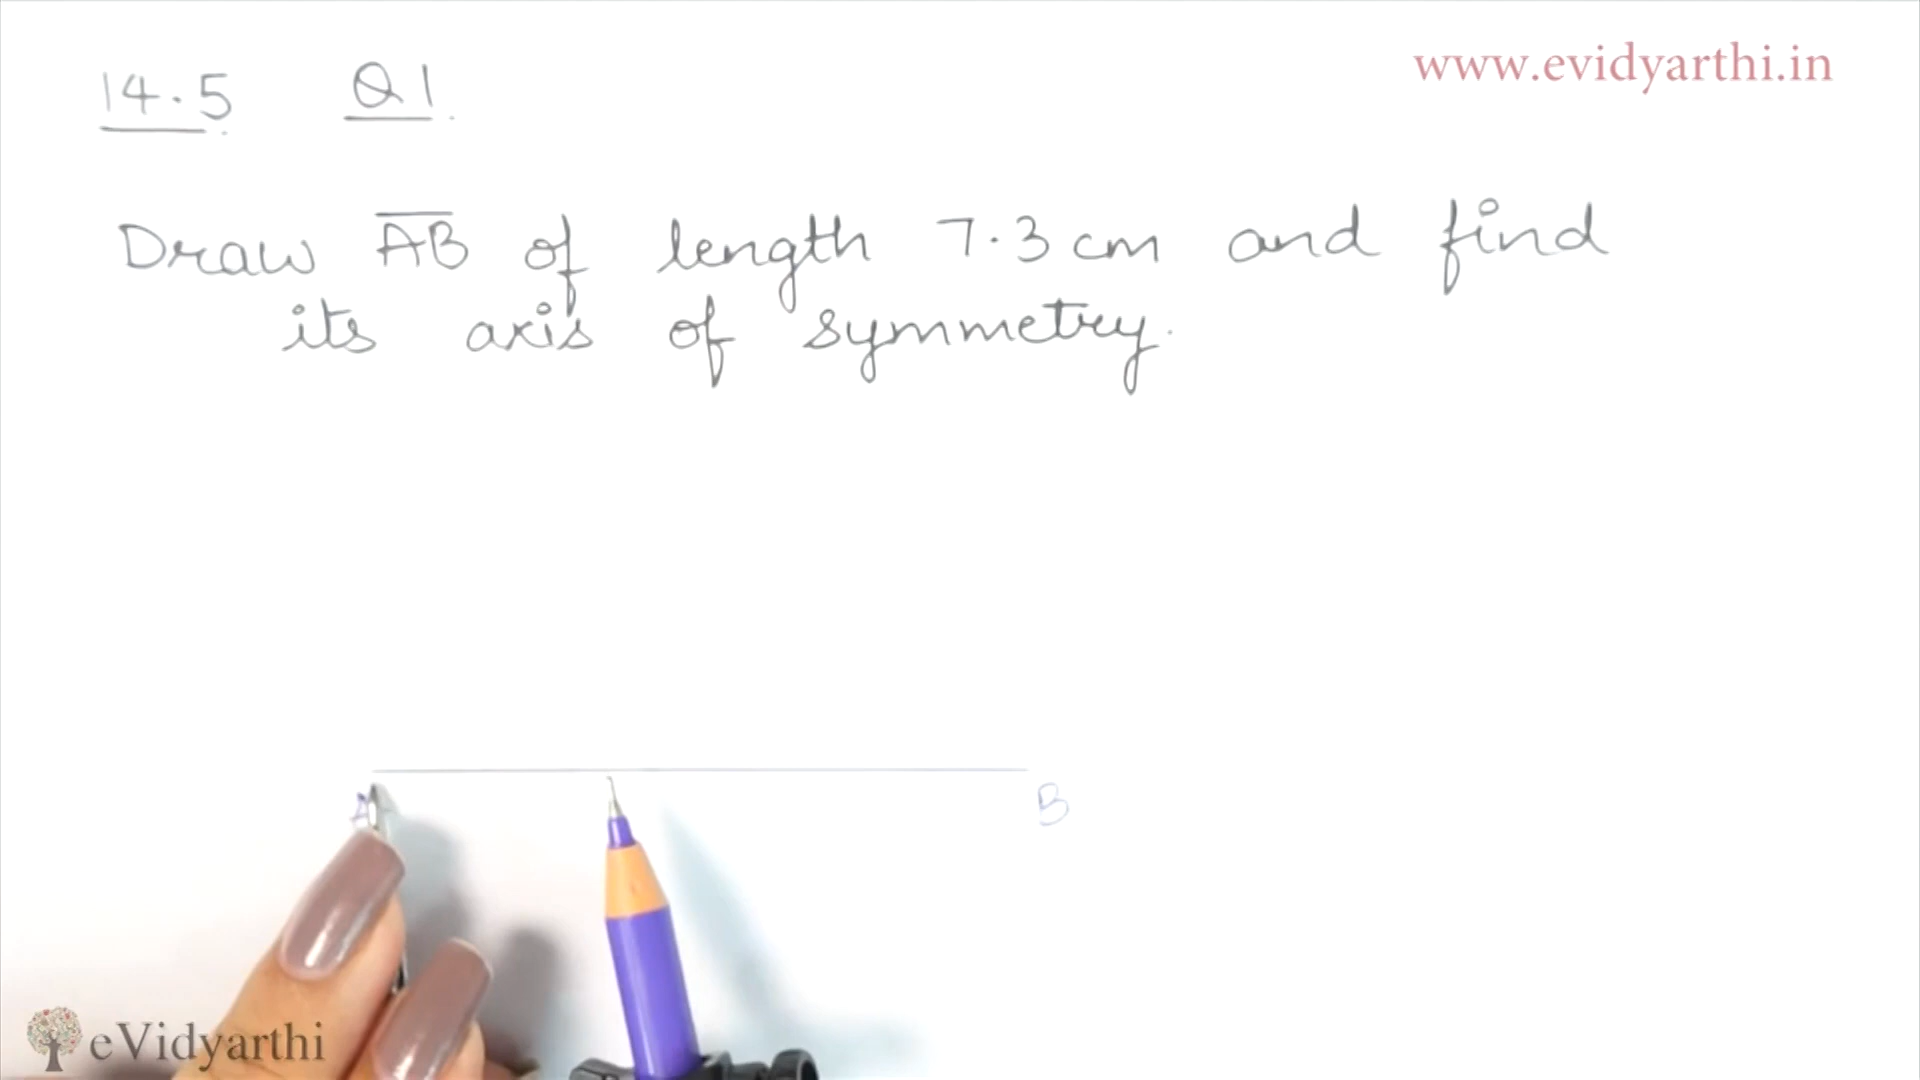 www.evidyarthi.in
14.5 Q1.
Draw AB of length 7.3 cm and find
its axis of symmetry.
A B
eVidyarthi